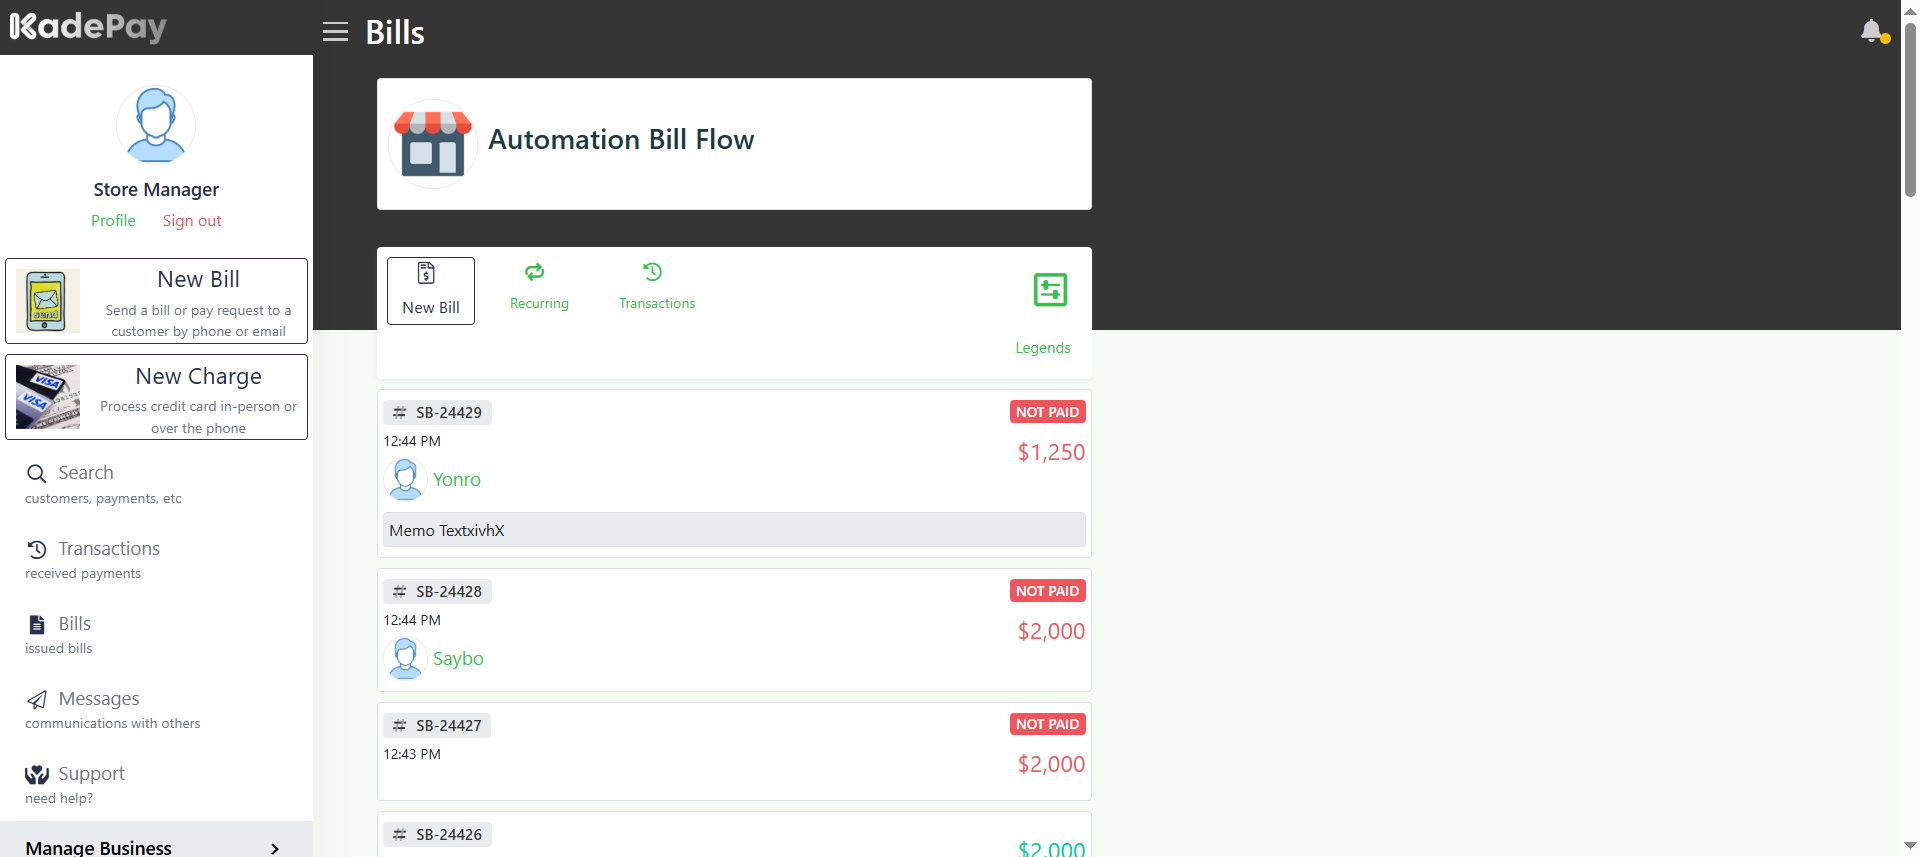 KadePay
Bills
Store Manager
Profile
Sign out
New Bill
Send a bill or pay request to a
customer by phone or email
New Charge
Process credit card in-person or
over the phone
Search
customers, payments, etc
Transactions
received payments
Bills
issued bills
Messages
communications with others
Support
need help?
Manage Business
Automation Bill Flow
New Bill
Recurring
Transactions
Legends
# SB-24429
NOT PAID
12:44 PM
$1,250
Yonro
Memo TextxivhX
# SB-24428
NOT PAID
12:44 PM
$2,000
Saybo
# SB-24427
NOT PAID
12:43 PM
$2,000
# SB-24426
$2,000
send
VISA
VISA